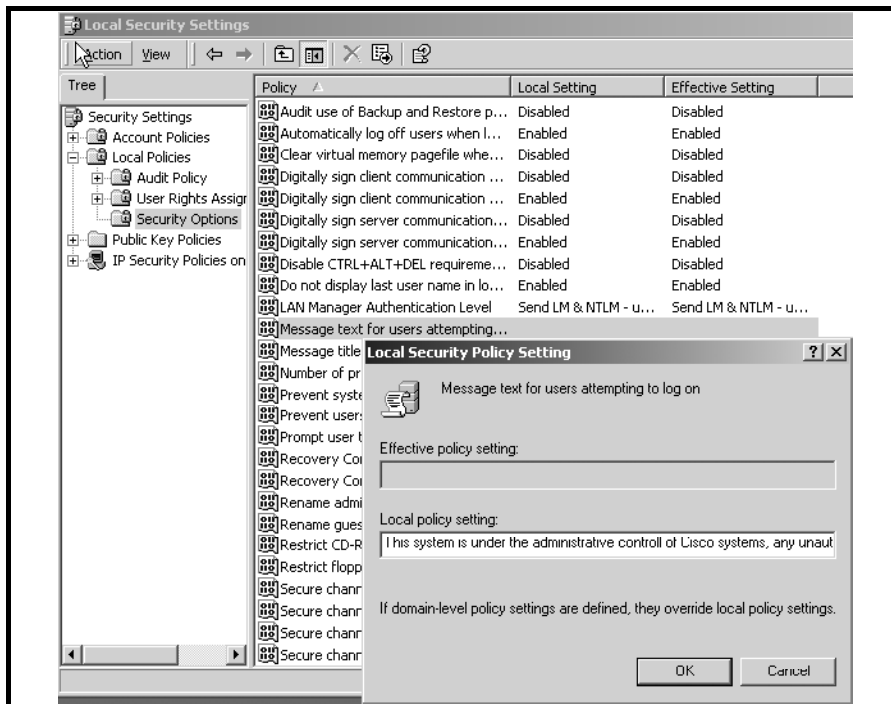 Local Security Settings
Action View
Tree
Policy Local Setting Effective Setting
Security Settings
Account Policies
Local Policies
Audit Policy
User Rights Assigr
Security Options
Public Key Policies
IP Security Policies on
Audit use of Backup and Restore p... Disabled Disabled
Automatically log off users when l... Enabled Enabled
Clear virtual memory pagefile whe... Disabled Disabled
Digitally sign client communication ... Disabled Disabled
Digitally sign client communication ... Enabled Enabled
Digitally sign server communication... Disabled Disabled
Digitally sign server communication... Enabled Enabled
Disable CTRL+ALT+DEL requireme... Disabled Disabled
Do not display last user name in lo... Enabled Enabled
LAN Manager Authentication Level Send LM & NTLM - u... Send LM & NTLM - u...
Message text for users attempting...
Message title
Number of pr
Prevent syste
Prevent user
Prompt user t
Recovery Co
Recovery Co
Rename admi
Rename gues
Restrict CD-R
Restrict flopp
Secure chann
Secure chann
Secure chann
Secure chann
Local Security Policy Setting
Message text for users attempting to log on
Effective policy setting:
Local policy setting:
This system is under the administrative controll of Cisco systems, any unaut
If domain-level policy settings are defined, they override local policy settings.
OK Cancel